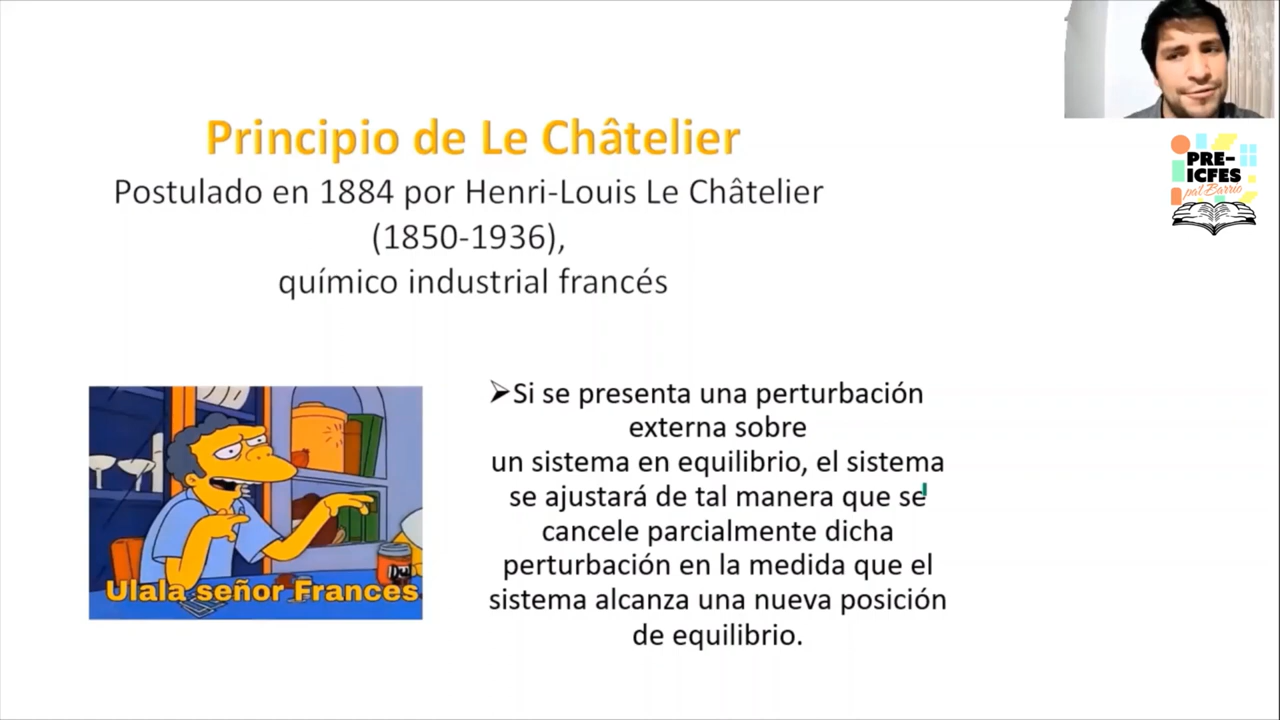 Principio de Le Châtelier
Postulado en 1884 por Henri-Louis Le Châtelier
(1850-1936),
químico industrial francés
PRE-
ICFES
pa'l Barrio
➢Si se presenta una perturbación
externa sobre
un sistema en equilibrio, el sistema
se ajustará de tal manera que se
cancele parcialmente dicha
perturbación en la medida que el
sistema alcanza una nueva posición
de equilibrio.
Ulala señor Francés
Duff